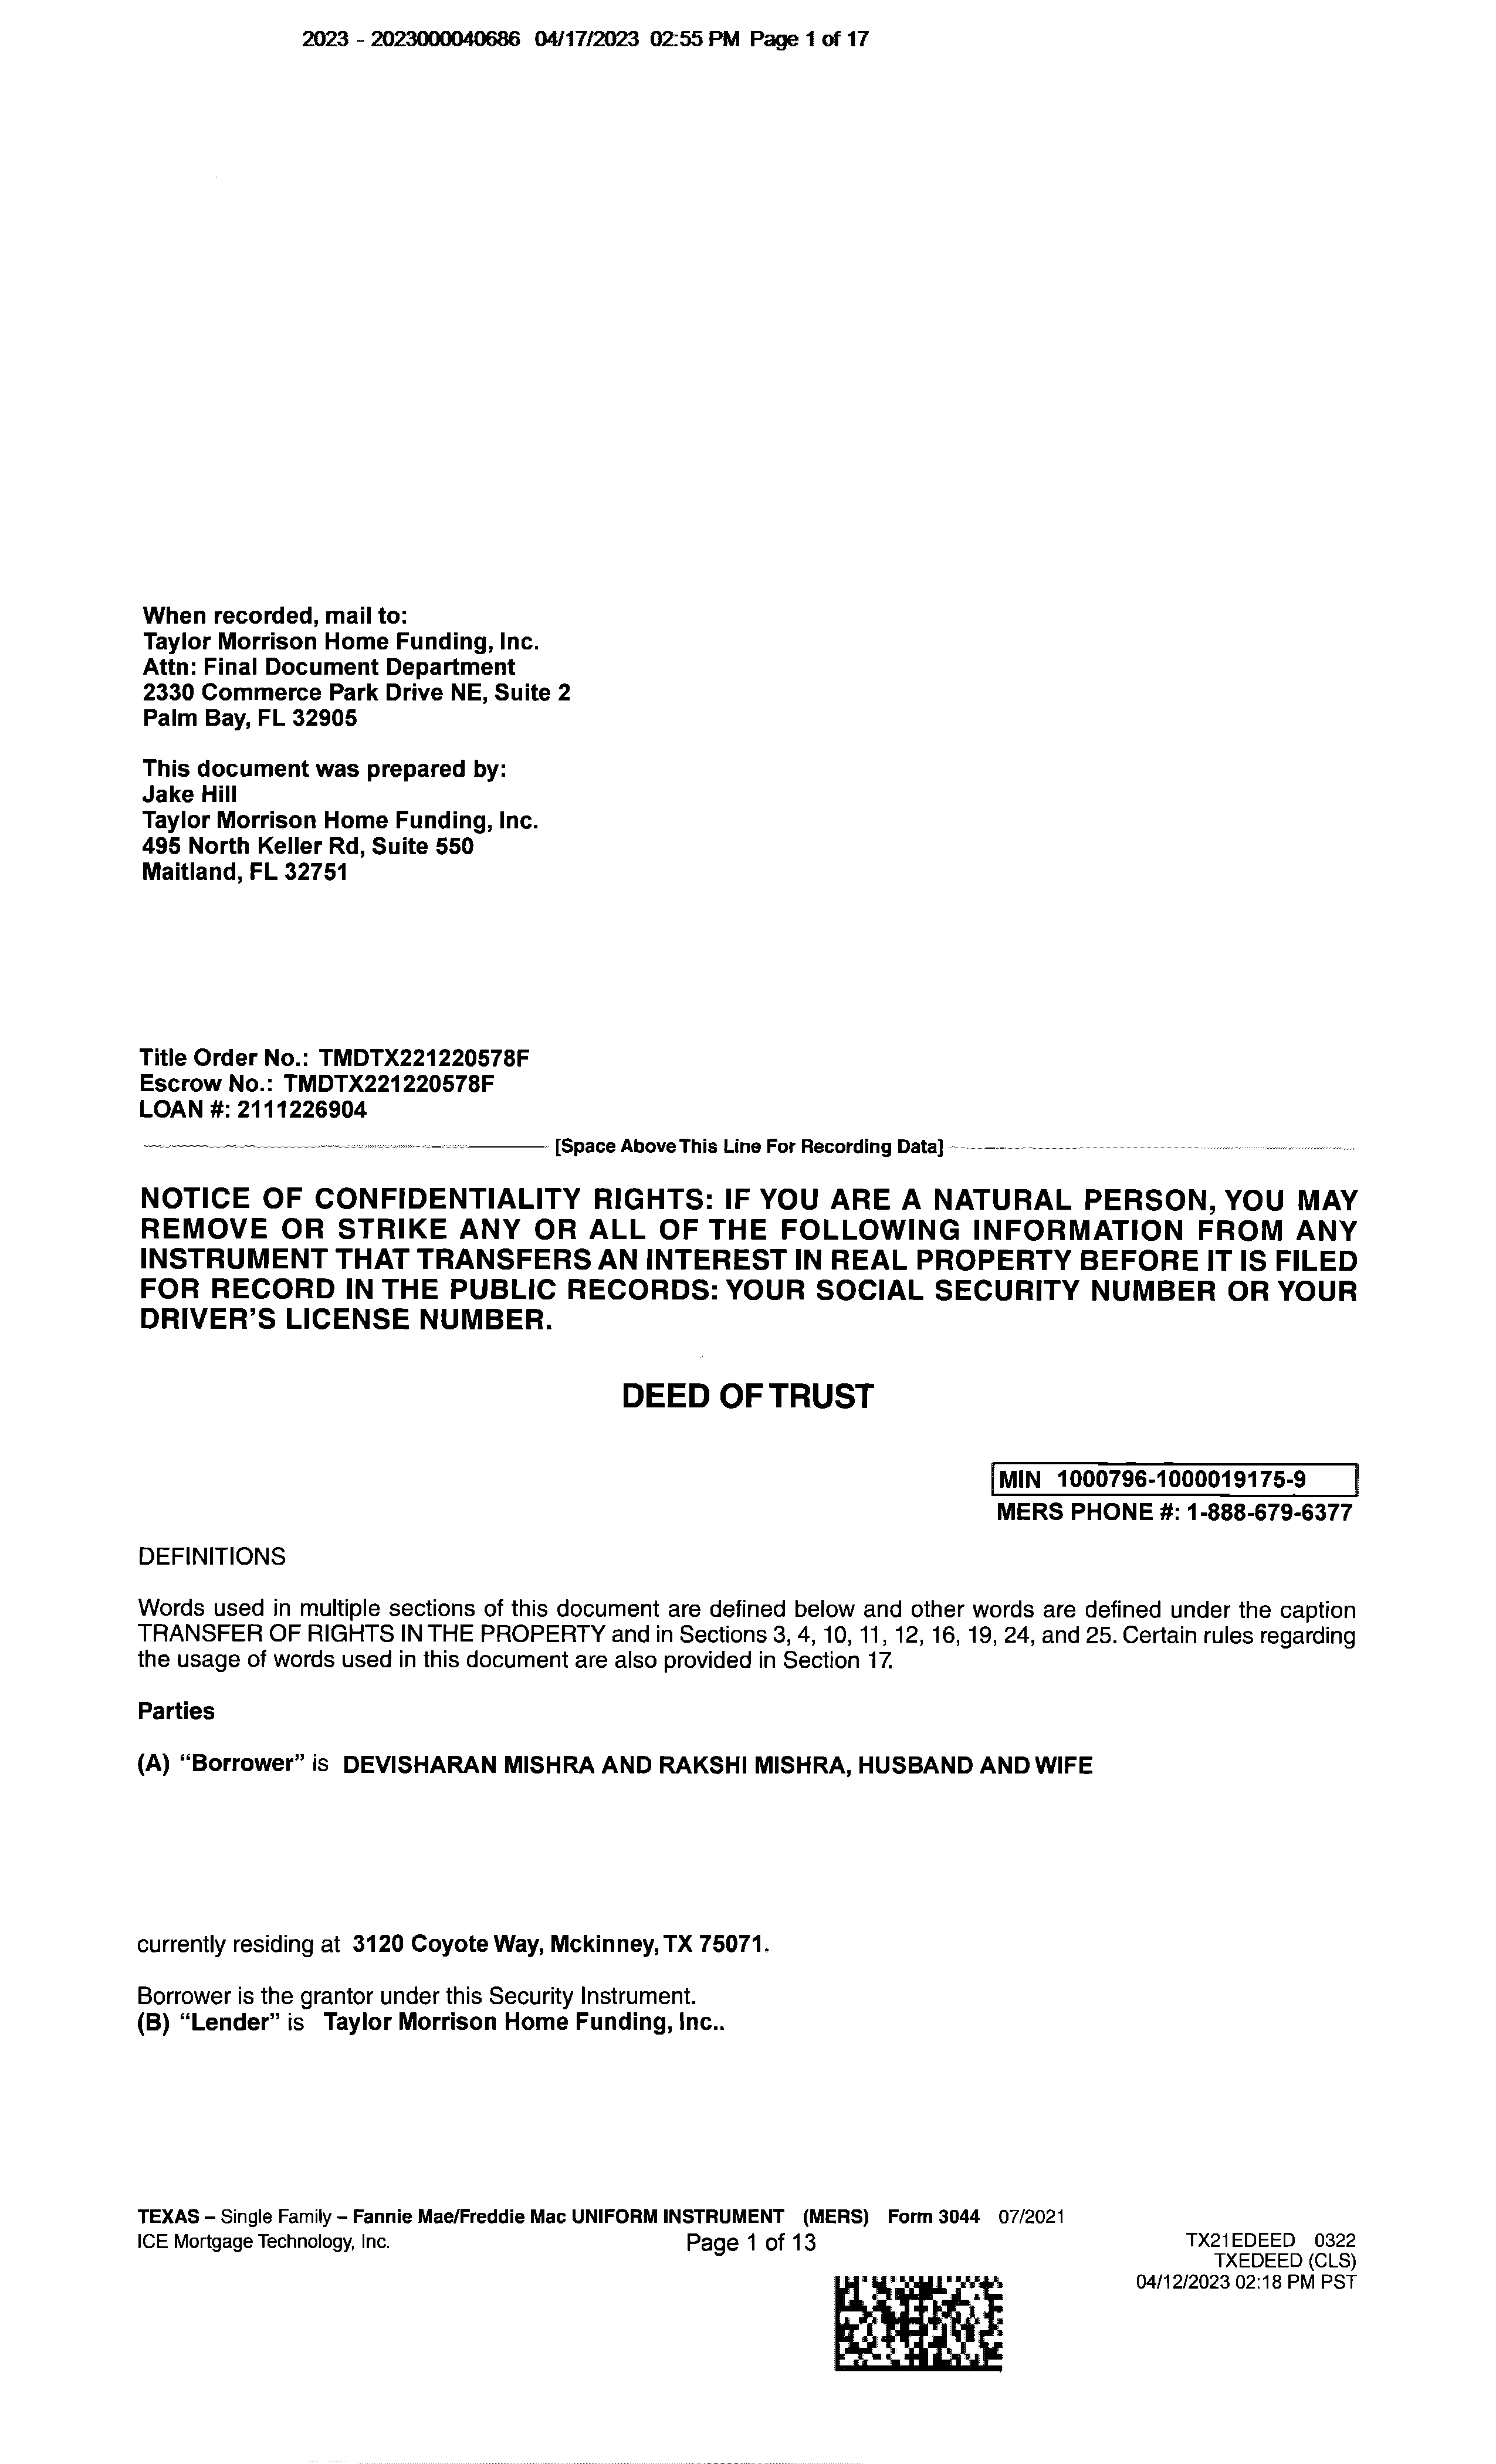 2023 - 2023000040686 04/17/2023 02:55 PM Page 1 of 17
When recorded, mail to:
Taylor Morrison Home Funding, Inc.
Attn: Final Document Department
2330 Commerce Park Drive NE, Suite 2
Palm Bay, FL 32905
This document was prepared by:
Jake Hill
Taylor Morrison Home Funding, Inc.
495 North Keller Rd, Suite 550
Maitland, FL 32751
Title Order No.: TMDTX221220578F
Escrow No.: TMDTX221220578F
LOAN #: 2111226904
[Space Above This Line For Recording Data]
NOTICE OF CONFIDENTIALITY RIGHTS: IF YOU ARE A NATURAL PERSON, YOU MAY
REMOVE OR STRIKE ANY OR ALL OF THE FOLLOWING INFORMATION FROM ANY
INSTRUMENT THAT TRANSFERS AN INTEREST IN REAL PROPERTY BEFORE IT IS FILED
FOR RECORD IN THE PUBLIC RECORDS: YOUR SOCIAL SECURITY NUMBER OR YOUR
DRIVER'S LICENSE NUMBER.
DEED OF TRUST
MIN 1000796-1000019175-9
MERS PHONE #: 1-888-679-6377
DEFINITIONS
Words used in multiple sections of this document are defined below and other words are defined under the caption
TRANSFER OF RIGHTS IN THE PROPERTY and in Sections 3, 4, 10, 11, 12, 16, 19, 24, and 25. Certain rules regarding
the usage of words used in this document are also provided in Section 17.
Parties
(A) "Borrower" is DEVISHARAN MISHRA AND RAKSHI MISHRA, HUSBAND AND WIFE
currently residing at 3120 Coyote Way, Mckinney, TX 75071.
Borrower is the grantor under this Security Instrument.
(B) "Lender" is Taylor Morrison Home Funding, Inc..
TEXAS – Single Family – Fannie Mae/Freddie Mac UNIFORM INSTRUMENT (MERS) Form 3044 07/2021
ICE Mortgage Technology, Inc. Page 1 of 13 TX21EDEED 0322
TXEDEED (CLS)
04/12/2023 02:18 PM PST